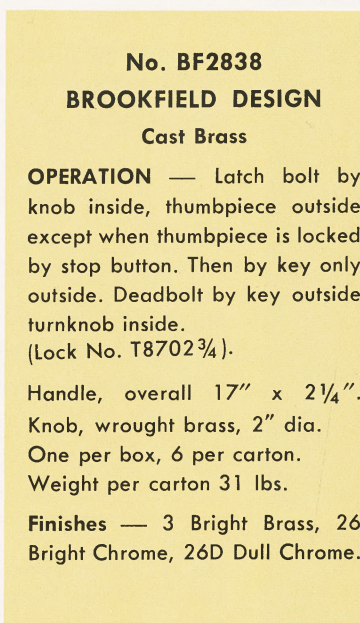 No. BF2838
BROOKFIELD DESIGN
Cast Brass
OPERATION — Latch bolt by
knob inside, thumbpiece outside
except when thumbpiece is locked
by stop button. Then by key only
outside. Deadbolt by key outside
turnknob inside.
(Lock No. T8702¾).
Handle, overall 17″ x 2¼″.
Knob, wrought brass, 2″ dia.
One per box, 6 per carton.
Weight per carton 31 lbs.
Finishes — 3 Bright Brass, 26
Bright Chrome, 26D Dull Chrome.